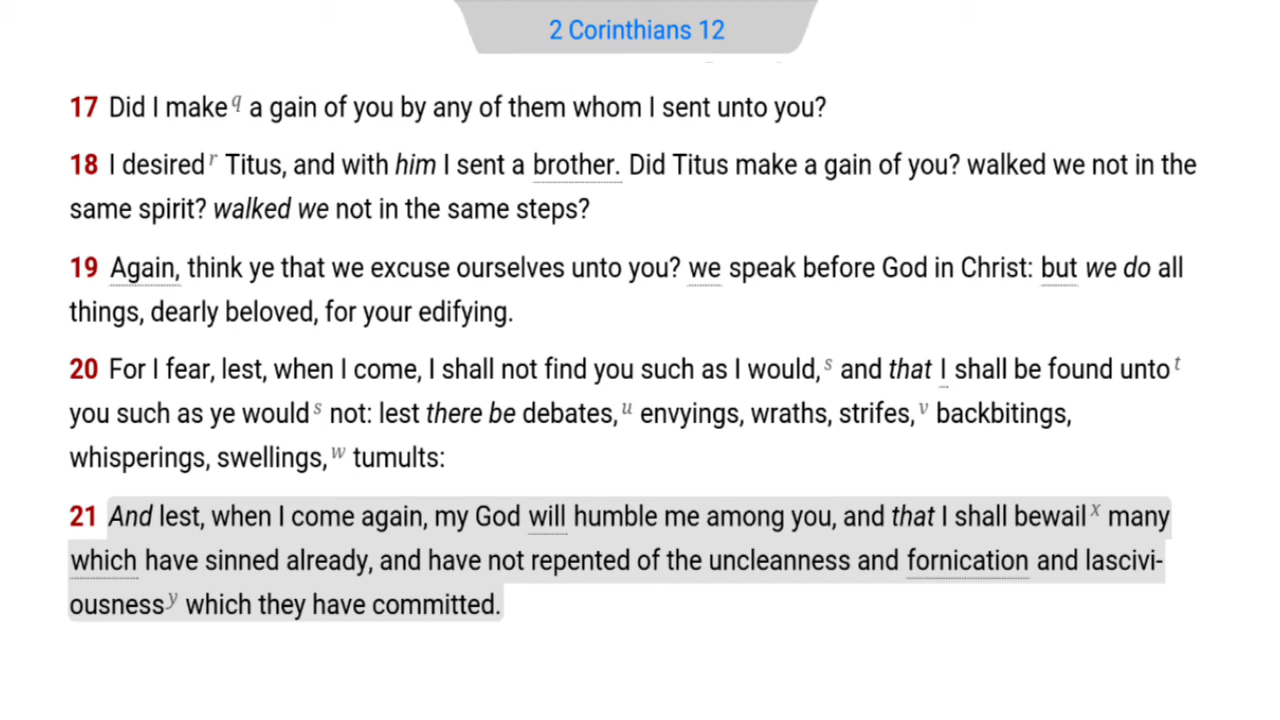 2 Corinthians 12
17 Did I make q a gain of you by any of them whom I sent unto you?
18 I desired r Titus, and with him I sent a brother. Did Titus make a gain of you? walked we not in the
same spirit? walked we not in the same steps?
19 Again, think ye that we excuse ourselves unto you? we speak before God in Christ: but we do all
things, dearly beloved, for your edifying.
20 For I fear, lest, when I come, I shall not find you such as I would, s and that I shall be found unto t
you such as ye would s not: lest there be debates, u envyings, wraths, strifes, v backbitings,
whisperings, swellings, w tumults:
21 And lest, when I come again, my God will humble me among you, and that I shall bewail x many
which have sinned already, and have not repented of the uncleanness and fornication and lascivi-
ousness y which they have committed.